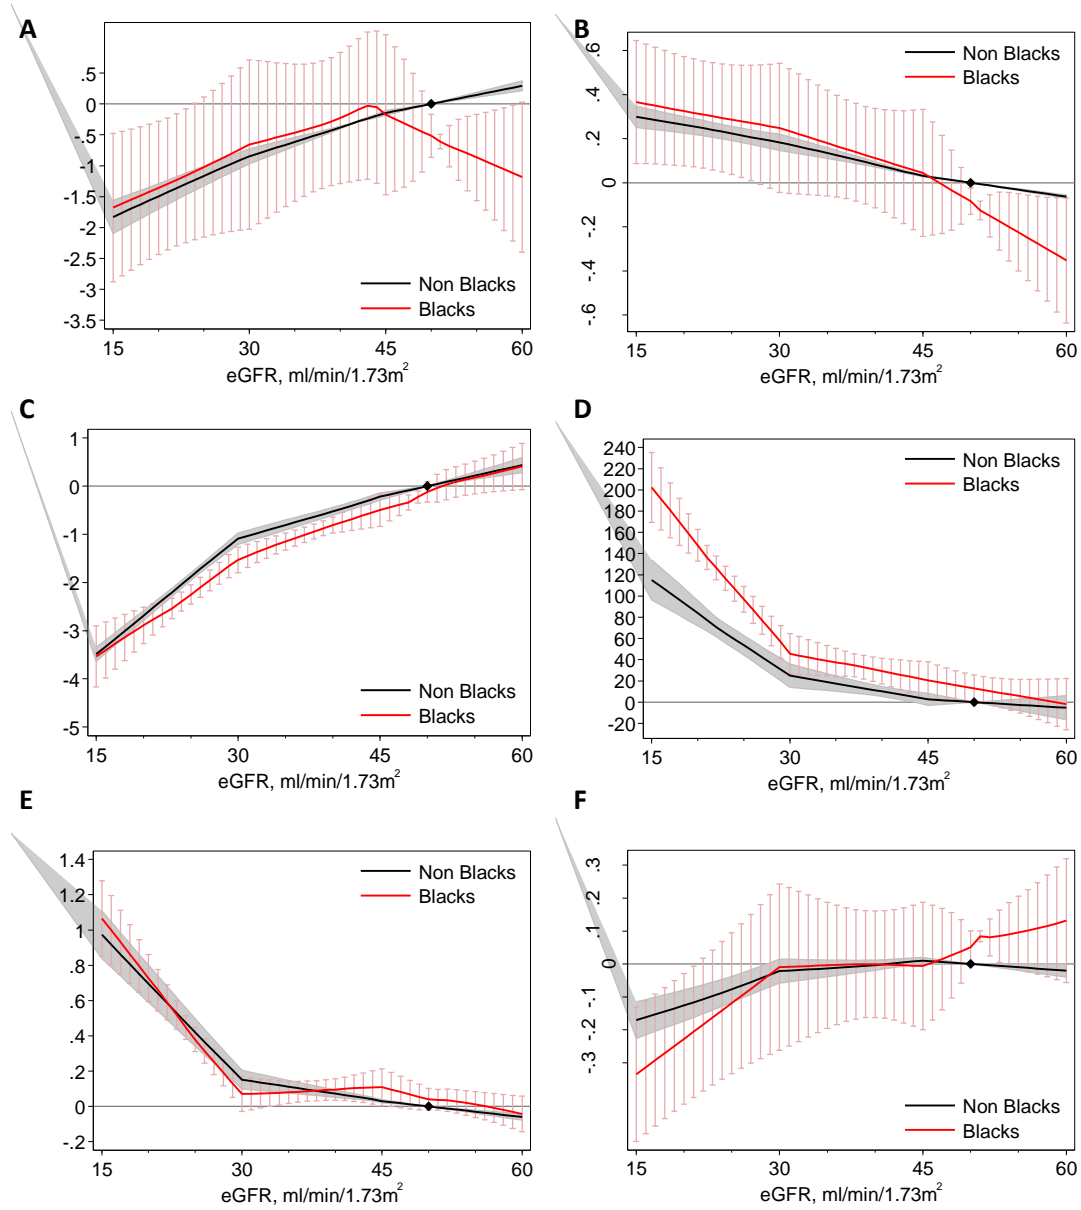 A
.5
0
-.5
-1
-1.5
-2
-2.5
-3
-3.5
Non Blacks
Blacks
15 30 45 60
eGFR, ml/min/1.73m²
B
.6
.4
.2
0
-.2
-.4
-.6
Non Blacks
Blacks
15 30 45 60
eGFR, ml/min/1.73m²
C
1
0
-1
-2
-3
-4
-5
Non Blacks
Blacks
15 30 45 60
eGFR, ml/min/1.73m²
D
240
220
200
180
160
140
120
100
80
60
40
20
0
-20
Non Blacks
Blacks
15 30 45 60
eGFR, ml/min/1.73m²
E
1.4
1.2
1
.8
.6
.4
.2
0
-.2
Non Blacks
Blacks
15 30 45 60
eGFR, ml/min/1.73m²
F
.3
.2
.1
0
-.1
-.2
-.3
Non Blacks
Blacks
15 30 45 60
eGFR, ml/min/1.73m²